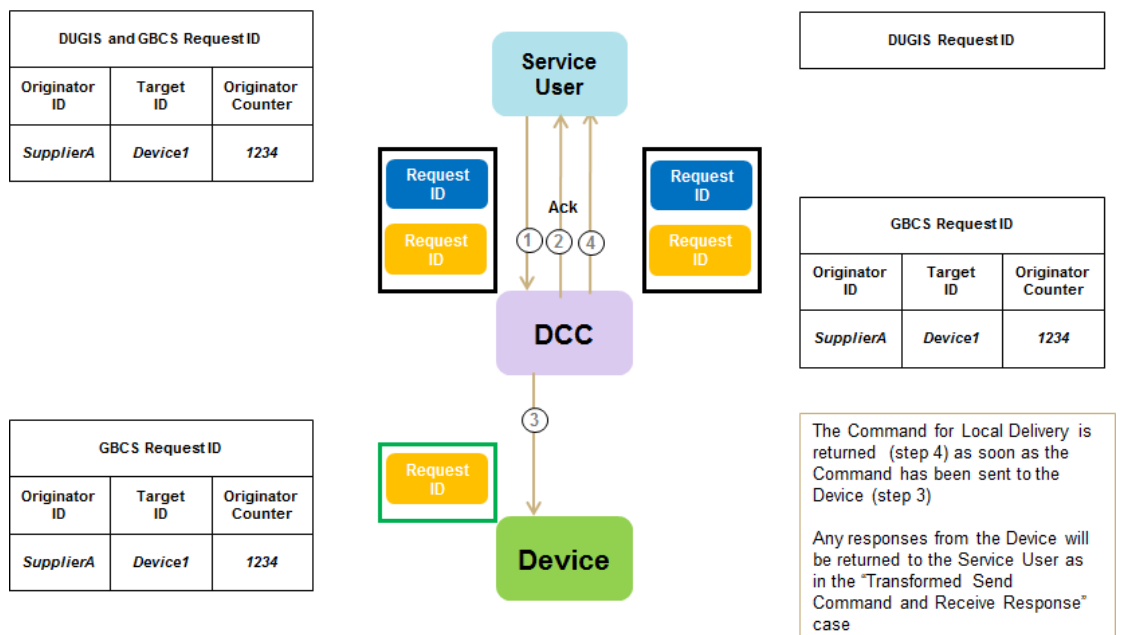 DUGIS and GBCS Request ID
Originator
ID
Target
ID
Originator
Counter
SupplierA
Device1
1234
Service
User
DUGIS Request ID
Request
ID
Request
ID
Ack
1
2
4
Request
ID
Request
ID
DCC
GBCS Request ID
Originator
ID
Target
ID
Originator
Counter
SupplierA
Device1
1234
3
GBCS Request ID
Originator
ID
Target
ID
Originator
Counter
SupplierA
Device1
1234
Request
ID
Device
The Command for Local Delivery is
returned (step 4) as soon as the
Command has been sent to the
Device (step 3)
Any responses from the Device will
be returned to the Service User as
in the “Transformed Send
Command and Receive Response”
case